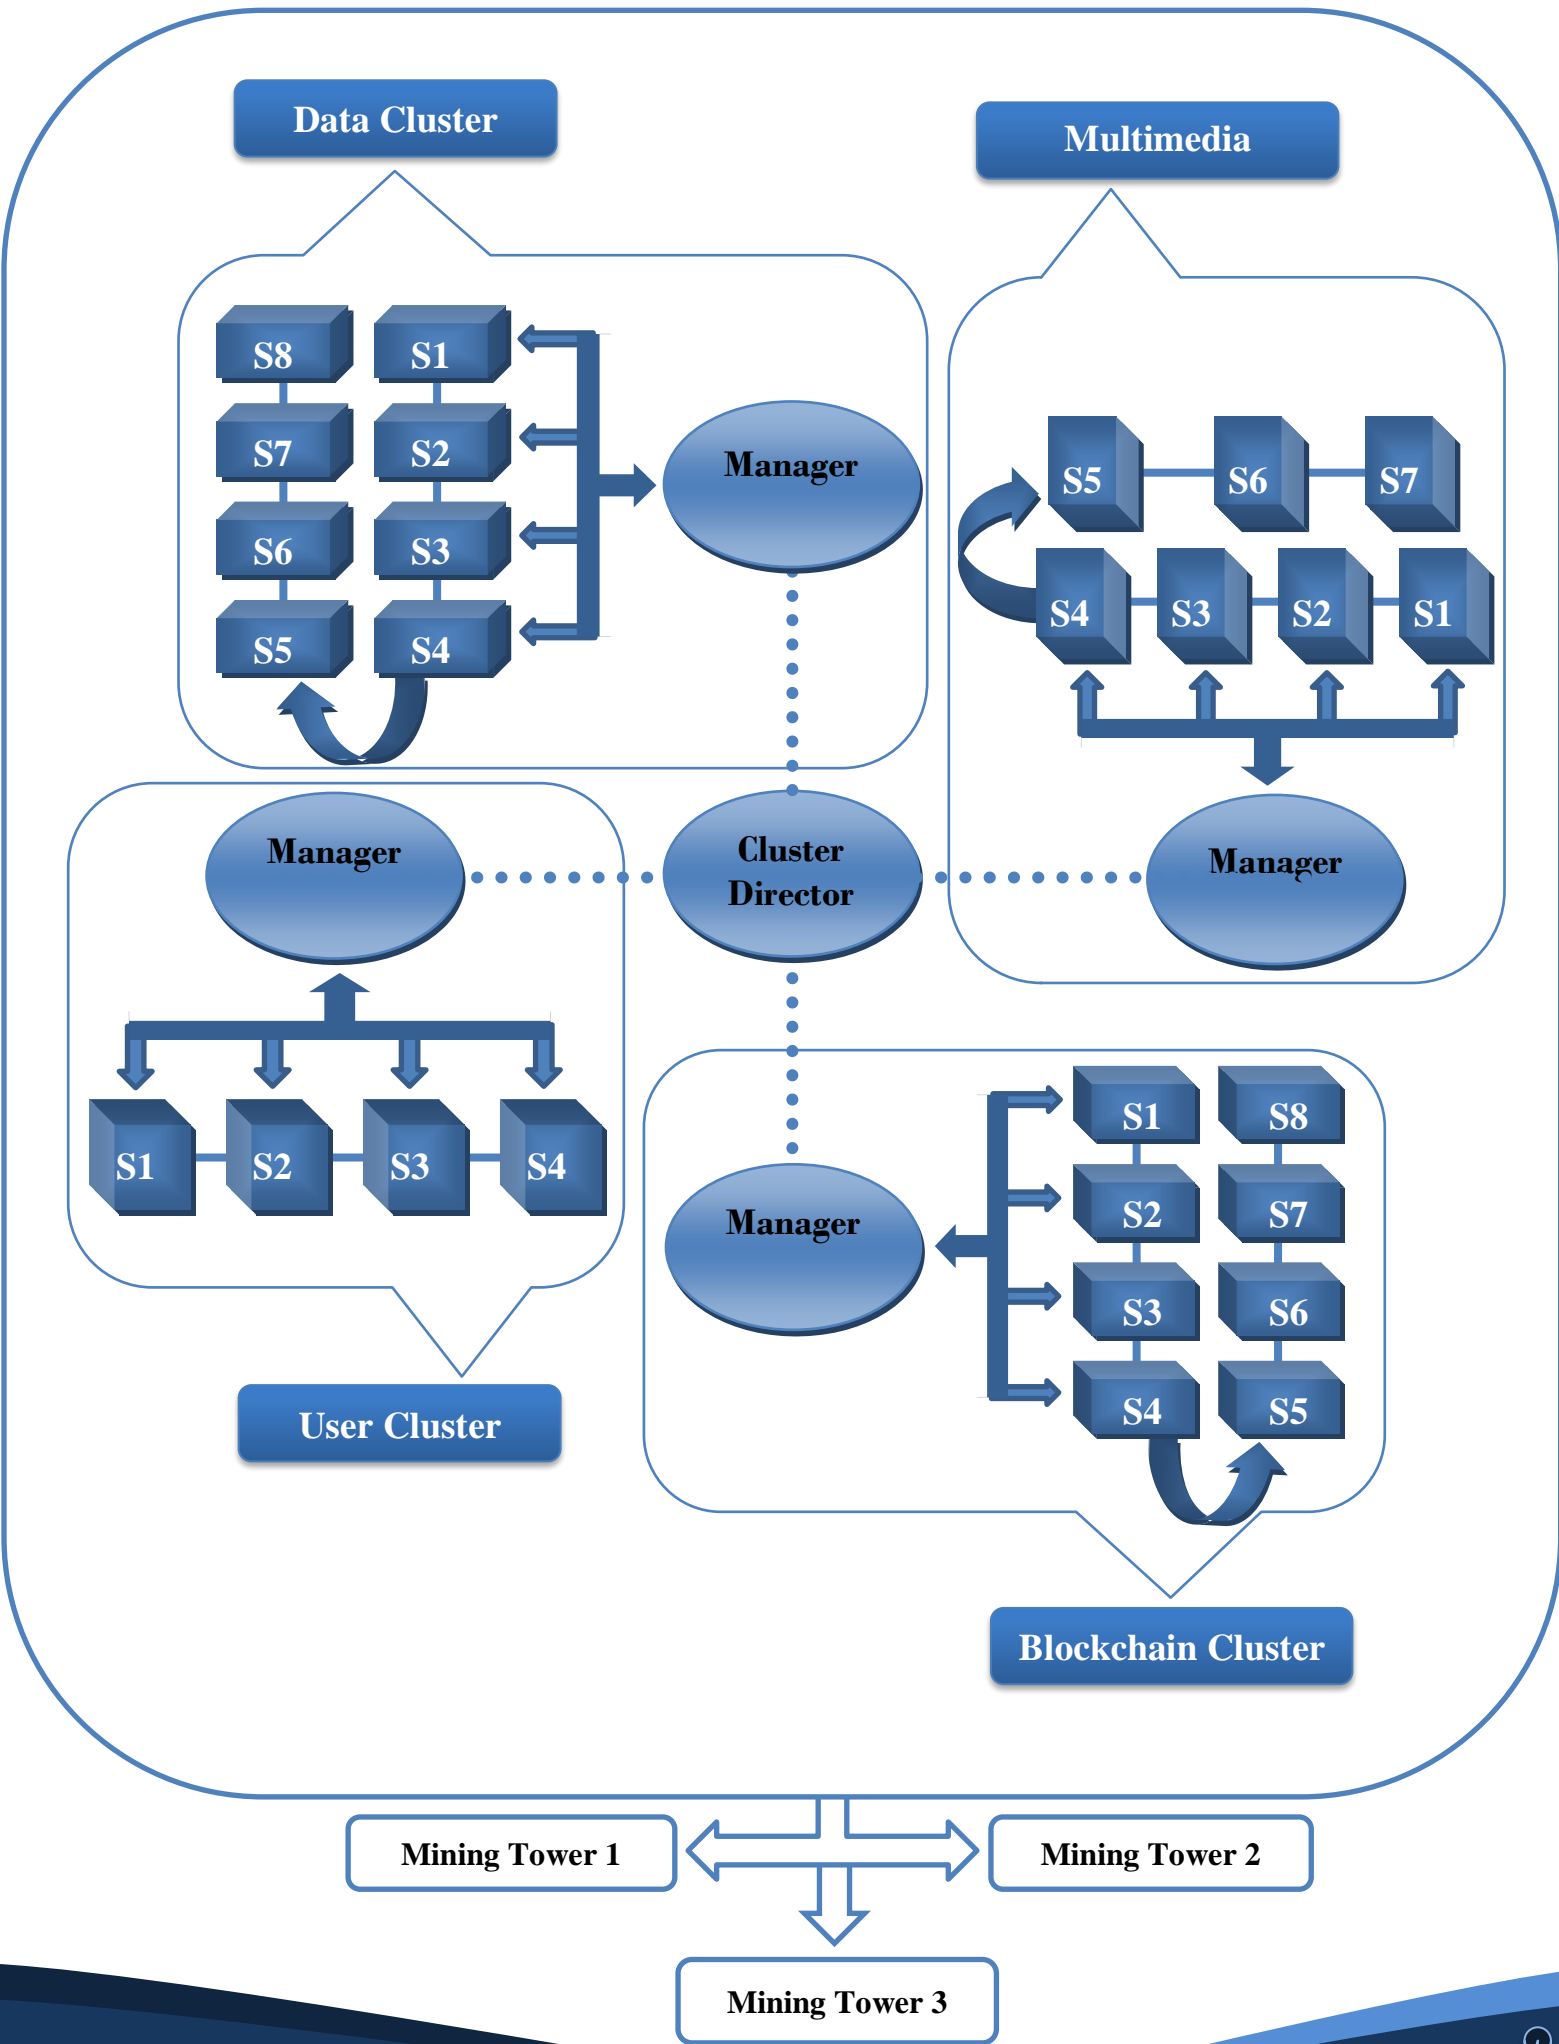 Data Cluster
Multimedia
S8 S1
S7 S2
S6 S3
S5 S4
Manager
S5 S6 S7
S4 S3 S2 S1
Manager
Cluster
Director
Manager
S1 S2 S3 S4
User Cluster
Manager
S1 S8
S2 S7
S3 S6
S4 S5
Blockchain Cluster
Mining Tower 1
Mining Tower 2
Mining Tower 3